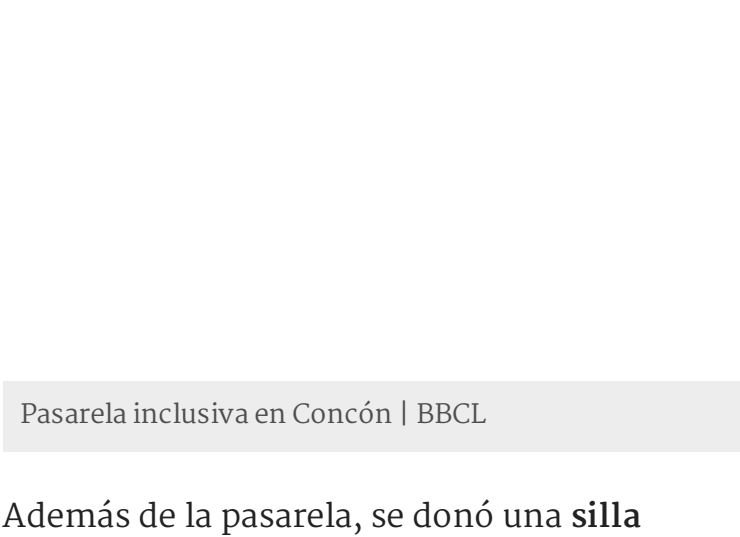 Pasarela inclusiva en Concón | BBCL
Además de la pasarela, se donó una silla